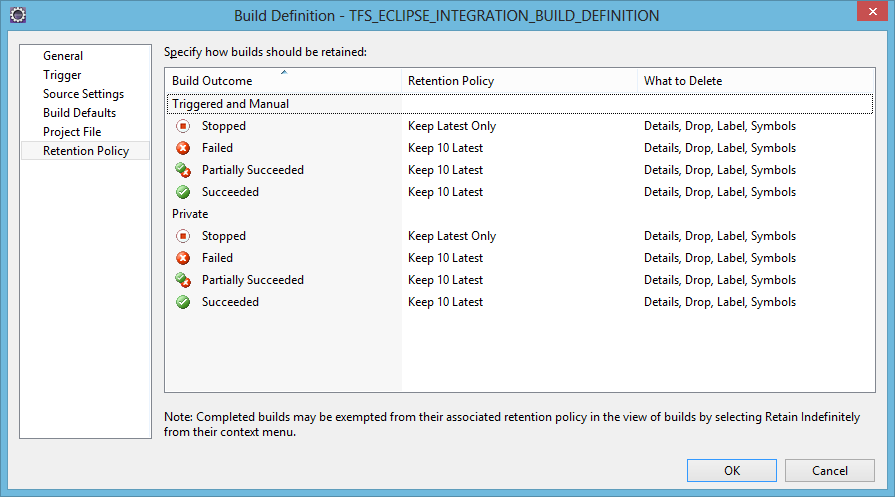 Build Definition - TFS_ECLIPSE_INTEGRATION_BUILD_DEFINITION
General
Trigger
Source Settings
Build Defaults
Project File
Retention Policy
Specify how builds should be retained:
Build Outcome Retention Policy What to Delete
Triggered and Manual
Stopped Keep Latest Only Details, Drop, Label, Symbols
Failed Keep 10 Latest Details, Drop, Label, Symbols
Partially Succeeded Keep 10 Latest Details, Drop, Label, Symbols
Succeeded Keep 10 Latest Details, Drop, Label, Symbols
Private
Stopped Keep Latest Only Details, Drop, Label, Symbols
Failed Keep 10 Latest Details, Drop, Label, Symbols
Partially Succeeded Keep 10 Latest Details, Drop, Label, Symbols
Succeeded Keep 10 Latest Details, Drop, Label, Symbols
Note: Completed builds may be exempted from their associated retention policy in the view of builds by selecting Retain Indefinitely
from their context menu.
OK Cancel